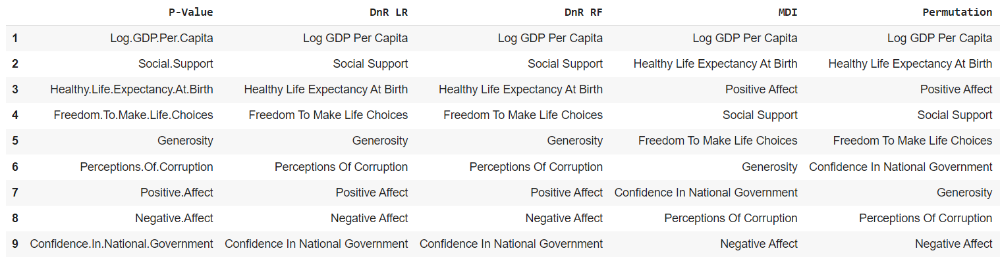 P-Value DnR LR DnR RF MDI Permutation
1 Log.GDP.Per.Capita Log GDP Per Capita Log GDP Per Capita Log GDP Per Capita Log GDP Per Capita
2 Social.Support Social Support Social Support Healthy Life Expectancy At Birth Healthy Life Expectancy At Birth
3 Healthy.Life.Expectancy.At.Birth Healthy Life Expectancy At Birth Healthy Life Expectancy At Birth Positive Affect Positive Affect
4 Freedom.To.Make.Life.Choices Freedom To Make Life Choices Freedom To Make Life Choices Social Support Social Support
5 Generosity Generosity Generosity Freedom To Make Life Choices Freedom To Make Life Choices
6 Perceptions.Of.Corruption Perceptions Of Corruption Perceptions Of Corruption Generosity Confidence In National Government
7 Positive.Affect Positive Affect Positive Affect Confidence In National Government Generosity
8 Negative.Affect Negative Affect Negative Affect Perceptions Of Corruption Perceptions Of Corruption
9 Confidence.In.National.Government Confidence In National Government Confidence In National Government Negative Affect Negative Affect